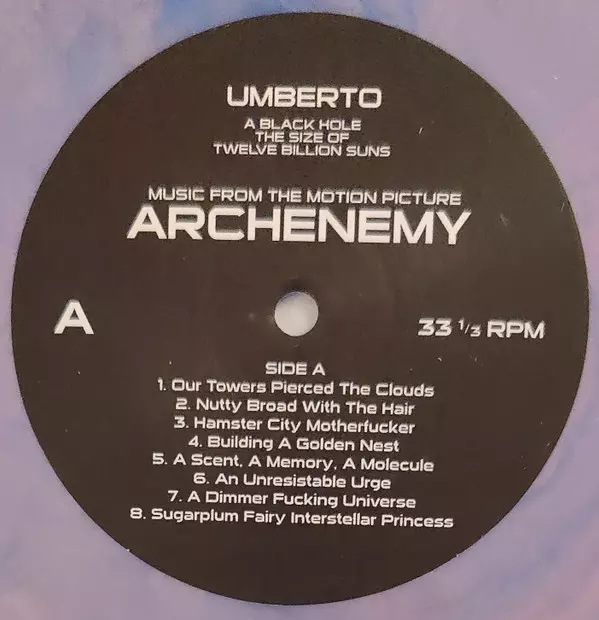 UMBERTO
A BLACK HOLE
THE SIZE OF
TWELVE BILLION SUNS
MUSIC FROM THE MOTION PICTURE
ARCHENEMY
A
33 1/3 RPM
SIDE A
1. Our Towers Pierced The Clouds
2. Nutty Broad With The Hair
3. Hamster City Motherfucker
4. Building A Golden Nest
5. A Scent, A Memory, A Molecule
6. An Unresistable Urge
7. A Dimmer Fucking Universe
8. Sugarplum Fairy Interstellar Princess